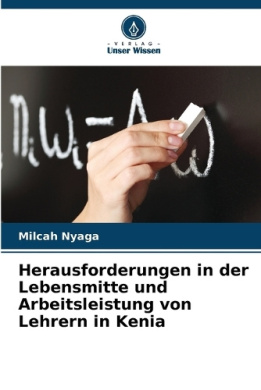 VERLAG
Unser Wissen
Milcah Nyaga
Herausforderungen in der
Lebensmitte und
Arbeitsleistung von
Lehrern in Kenia